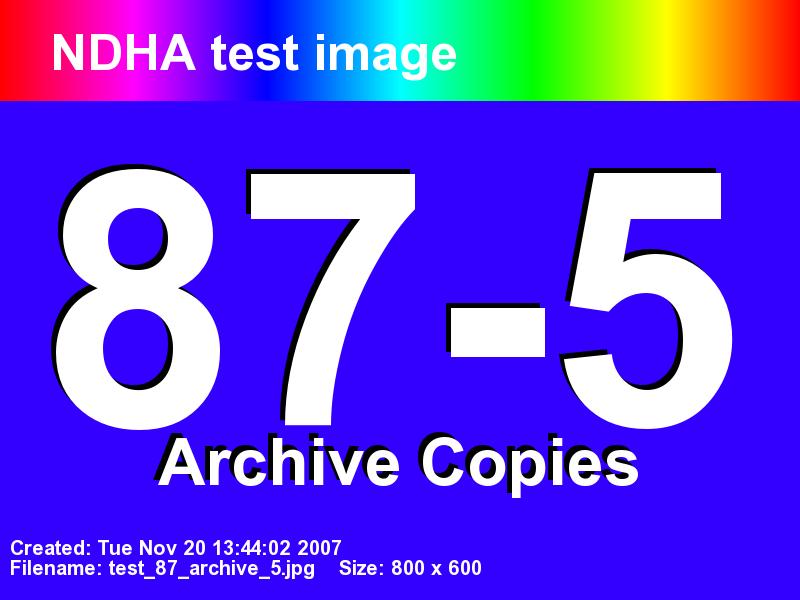 NDHA test image
87-5
Archive Copies
Created: Tue Nov 20 13:44:02 2007
Filename: test_87_archive_5.jpg    Size: 800 x 600